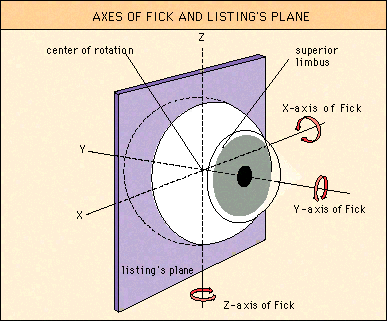 AXES OF FICK AND LISTING'S PLANE
Z
center of rotation
superior
limbus
X-axis of Fick
Y
Y-axis of Fick
X
listing's plane
Z-axis of Fick